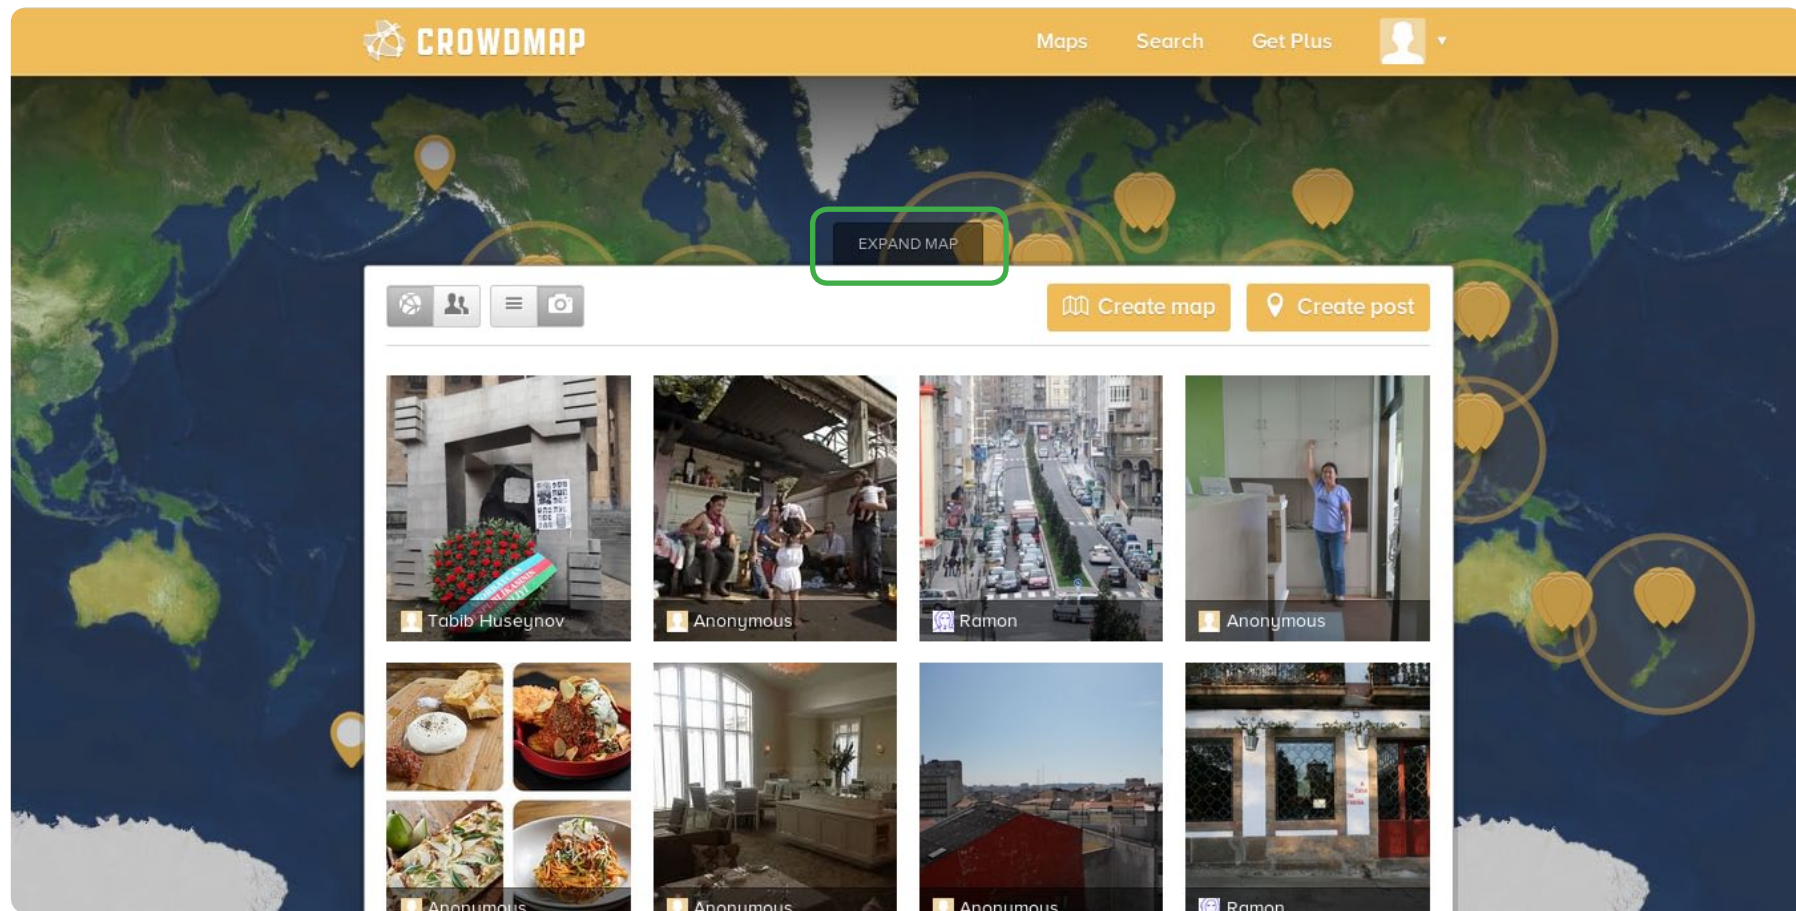 CROWDMAP
Maps
Search
Get Plus
EXPAND MAP
Create map
Create post
Tabib Huseynov
Anonymous
Ramon
Anonymous
Anonymous
Anonymous
Anonymous
Ramon